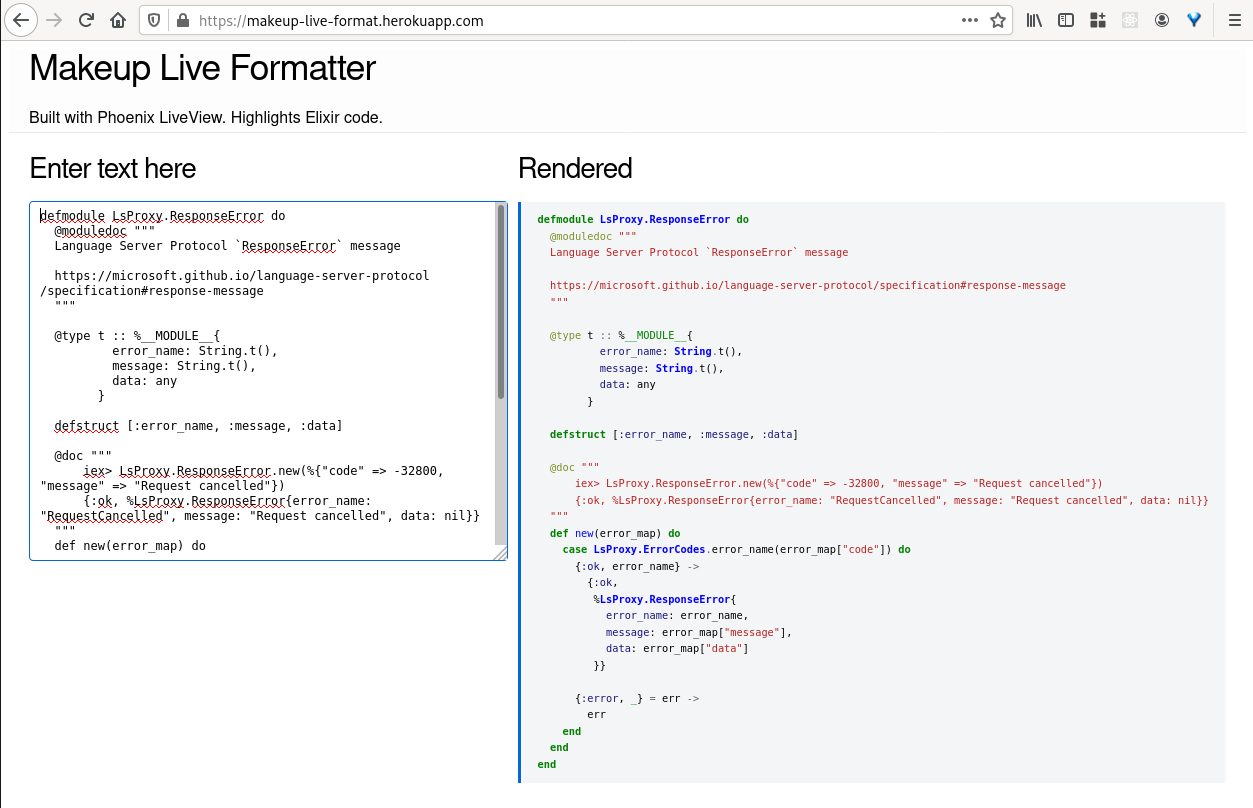 https://makeup-live-format.herokuapp.com
Makeup Live Formatter
Built with Phoenix LiveView. Highlights Elixir code.
Enter text here
defmodule LsProxy.ResponseError do
  @moduledoc """
  Language Server Protocol `ResponseError` message

  https://microsoft.github.io/language-server-protocol
/specification#response-message
  """

  @type t :: %__MODULE__{
          error_name: String.t(),
          message: String.t(),
          data: any
        }

  defstruct [:error_name, :message, :data]

  @doc """
      iex> LsProxy.ResponseError.new(%{"code" => -32800,
"message" => "Request cancelled"})
      {:ok, %LsProxy.ResponseError{error_name:
"RequestCancelled", message: "Request cancelled", data: nil}}
  """
  def new(error_map) do
Rendered
defmodule LsProxy.ResponseError do
  @moduledoc """
  Language Server Protocol `ResponseError` message

  https://microsoft.github.io/language-server-protocol/specification#response-message
  """

  @type t :: %__MODULE__{
          error_name: String.t(),
          message: String.t(),
          data: any
        }

  defstruct [:error_name, :message, :data]

  @doc """
      iex> LsProxy.ResponseError.new(%{"code" => -32800, "message" => "Request cancelled"})
      {:ok, %LsProxy.ResponseError{error_name: "RequestCancelled", message: "Request cancelled", data: nil}}
  """
  def new(error_map) do
    case LsProxy.ErrorCodes.error_name(error_map["code"]) do
      {:ok, error_name} ->
        {:ok,
         %LsProxy.ResponseError{
           error_name: error_name,
           message: error_map["message"],
           data: error_map["data"]
         }}

      {:error, _} = err ->
        err
    end
  end
end